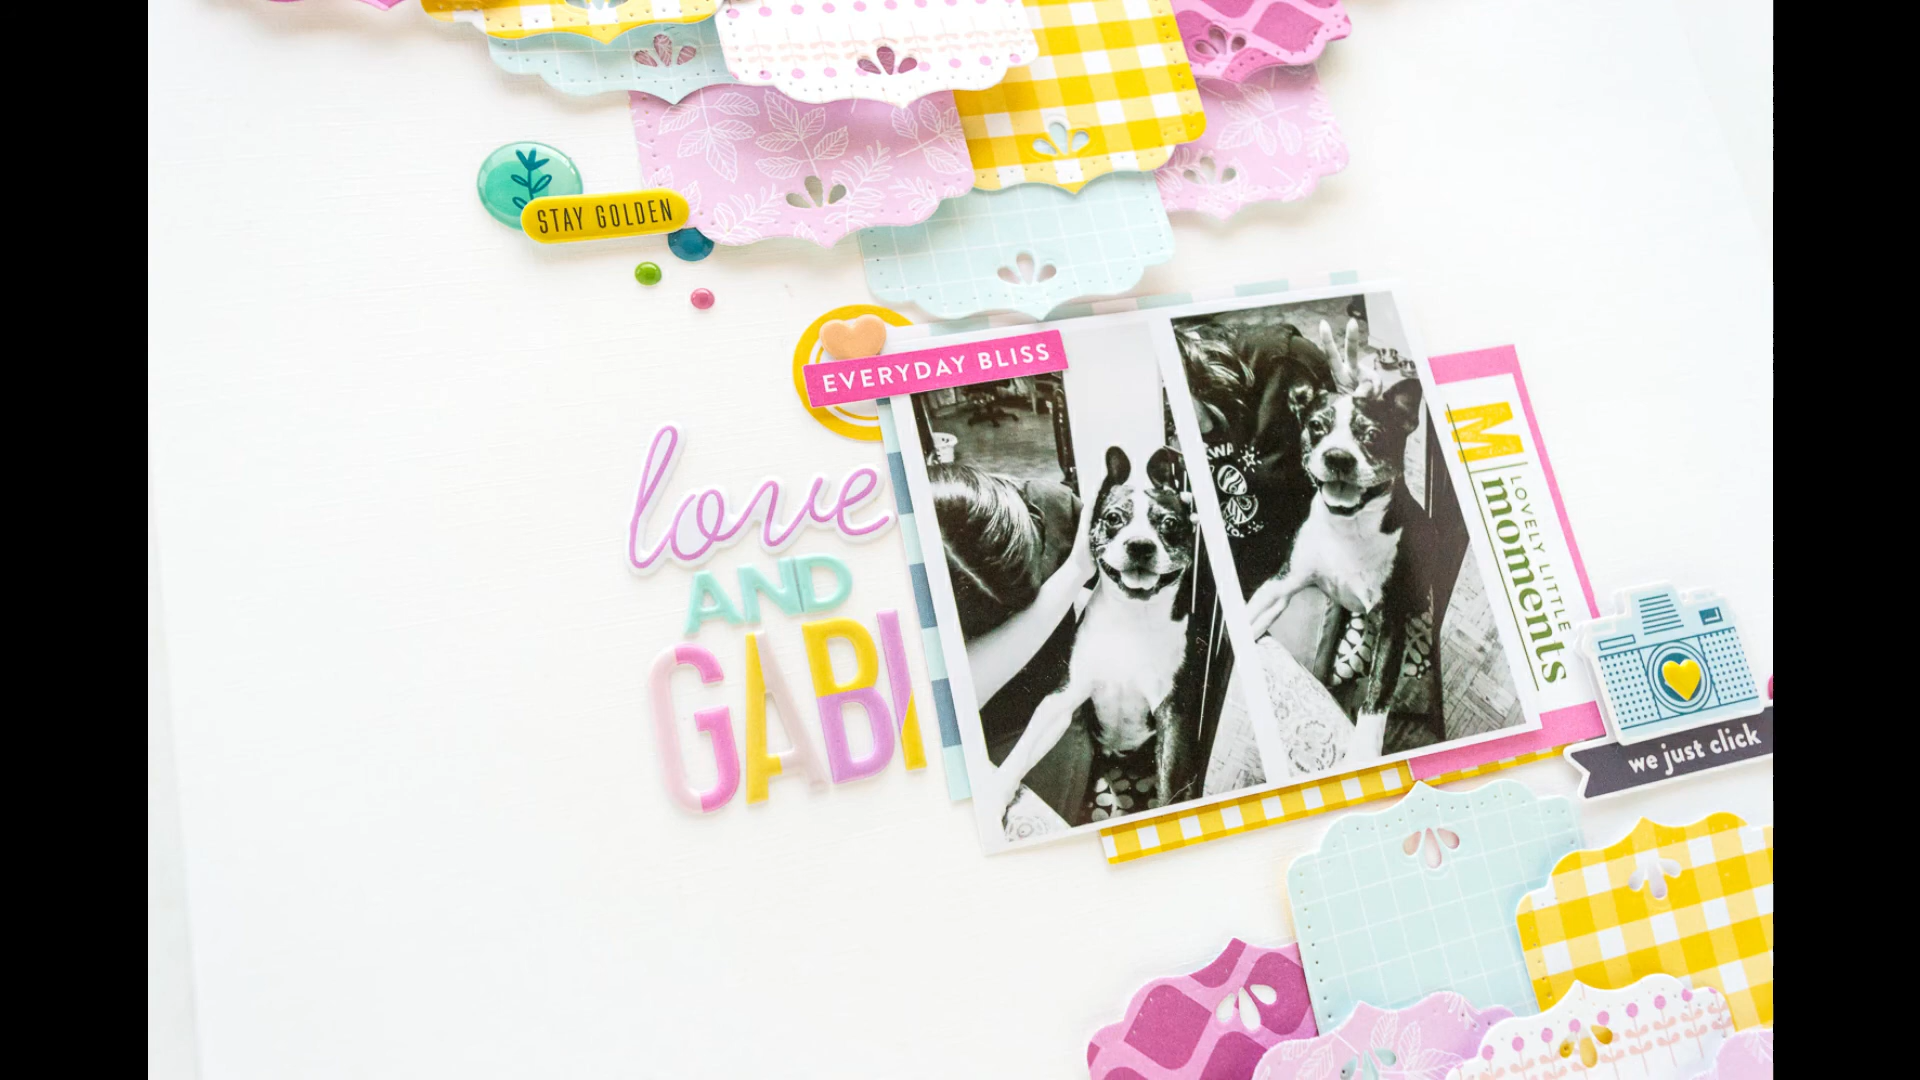 STAY GOLDEN
EVERYDAY BLISS
love
AND
GABI
M
LOVELY LITTLE
moments
we just click